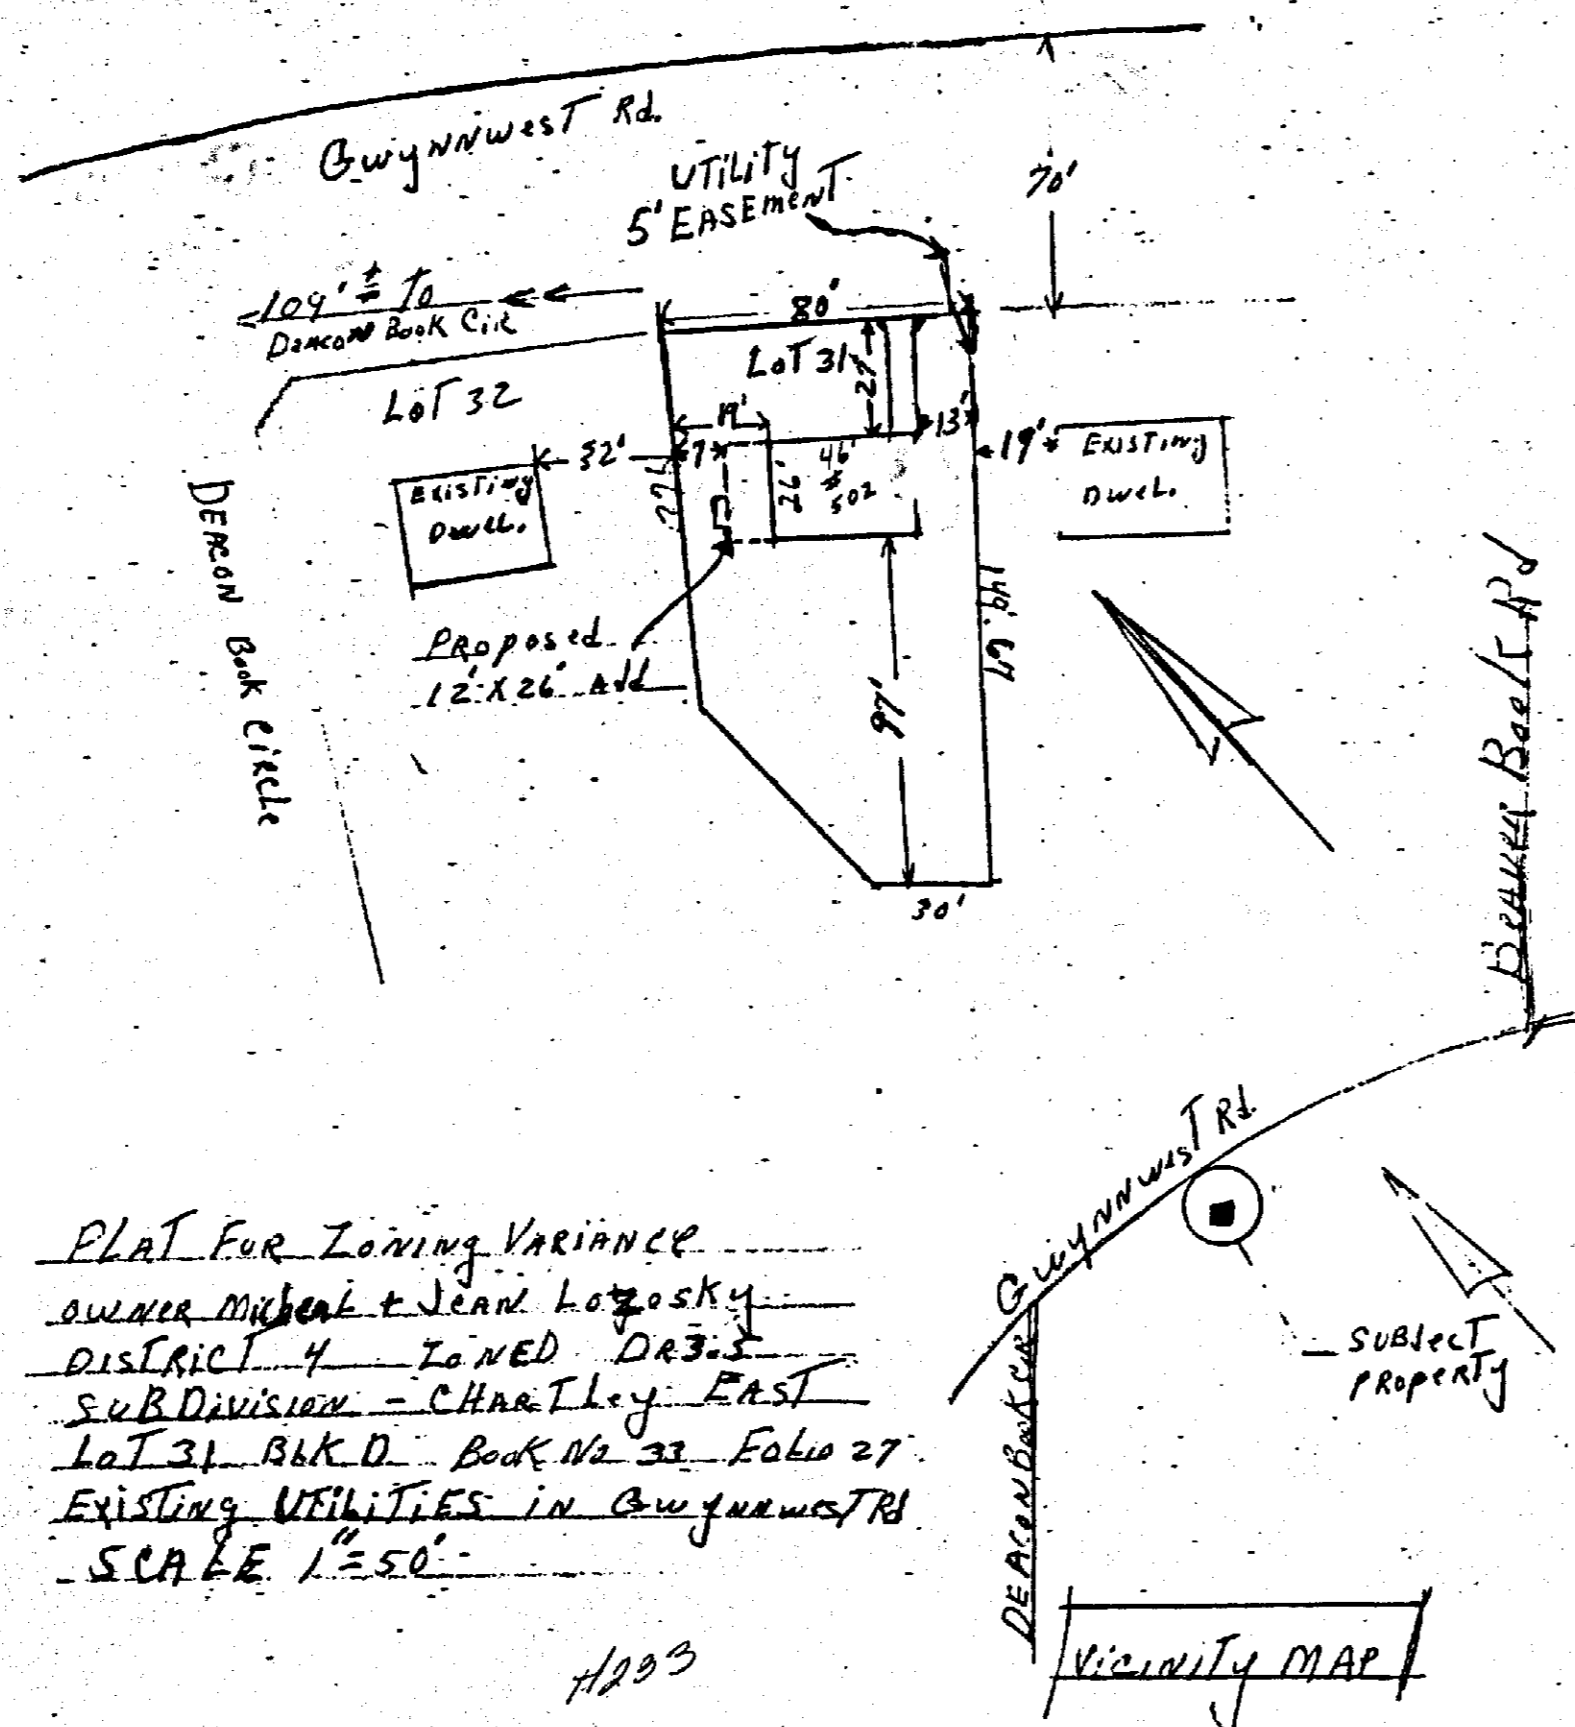 Gwynnwest Rd.
UTiLiTy
5' EASEmeNT
70'
109' ± To
Deacon Book Cir
80'
LoT 31
LoT 32
27'
19'
13'
32'
7
46'
# 502
26'
19'
Existing
Dwel.
Existing
Dwel.
149.67
DEACON Book Circle
PRoposed
12' X 26' Add
97'
30'
Rd
GwynnwesT Rd.
SUBJecT
PRopeRTy
DEACON Book CiR
PLAT FOR ZoNiNg VARiANCe
OWNER Micheal + JeAN Lozosky
DISTRiCT 4 ZoNED DR3.5
SUBDiVision - CHARTLey EAST
LoT 31 BLK D Book No 33 FoLio 27
ExisTiNg UTiLiTiES iN GwynnwesT Rd
SCALE 1"=50'
ViciNiTy MAP